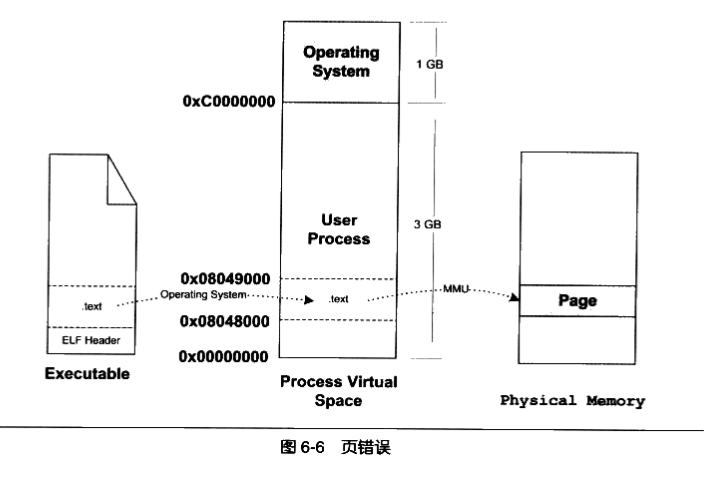 Operating
System
1 GB
0xC0000000
User
Process
3 GB
0x08049000
.text
Operating System
.text
MMU
Page
0x08048000
ELF Header
0x00000000
Executable
Process Virtual
Space
Physical Memory
图 6-6 页错误